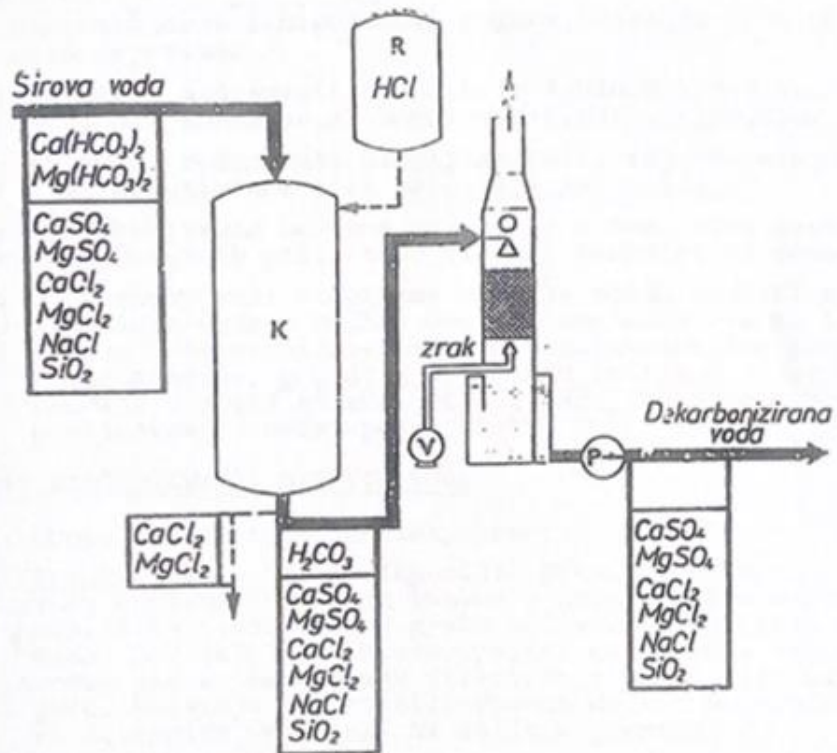 R
HCl
Sirova voda
Ca(HCO₃)₂
Mg(HCO₃)₂
CaSO₄
MgSO₄
CaCl₂
MgCl₂
NaCl
SiO₂
K
zrak
V
P
Dekarbonizirana
voda
CaCl₂
MgCl₂
H₂CO₃
CaSO₄
MgSO₄
CaCl₂
MgCl₂
NaCl
SiO₂
CaSO₄
MgSO₄
CaCl₂
MgCl₂
NaCl
SiO₂